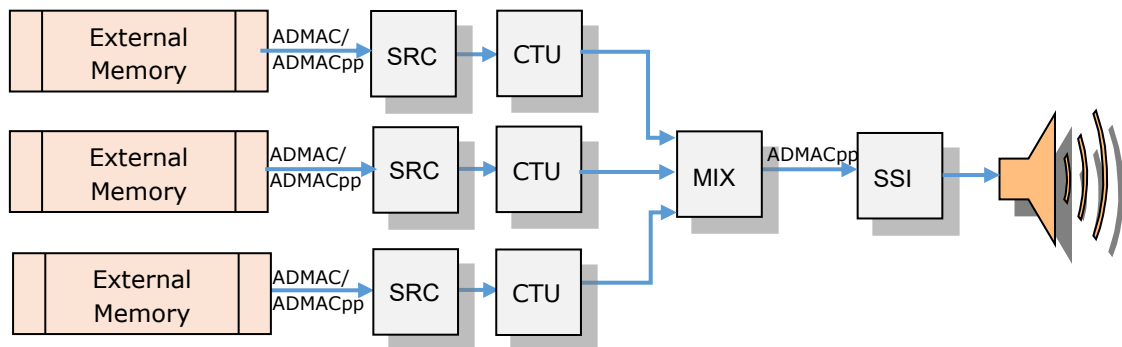 External
Memory
ADMAC/
ADMACpp
SRC
CTU
External
Memory
ADMAC/
ADMACpp
SRC
CTU
MIX
ADMACpp
SSI
External
Memory
ADMAC/
ADMACpp
SRC
CTU